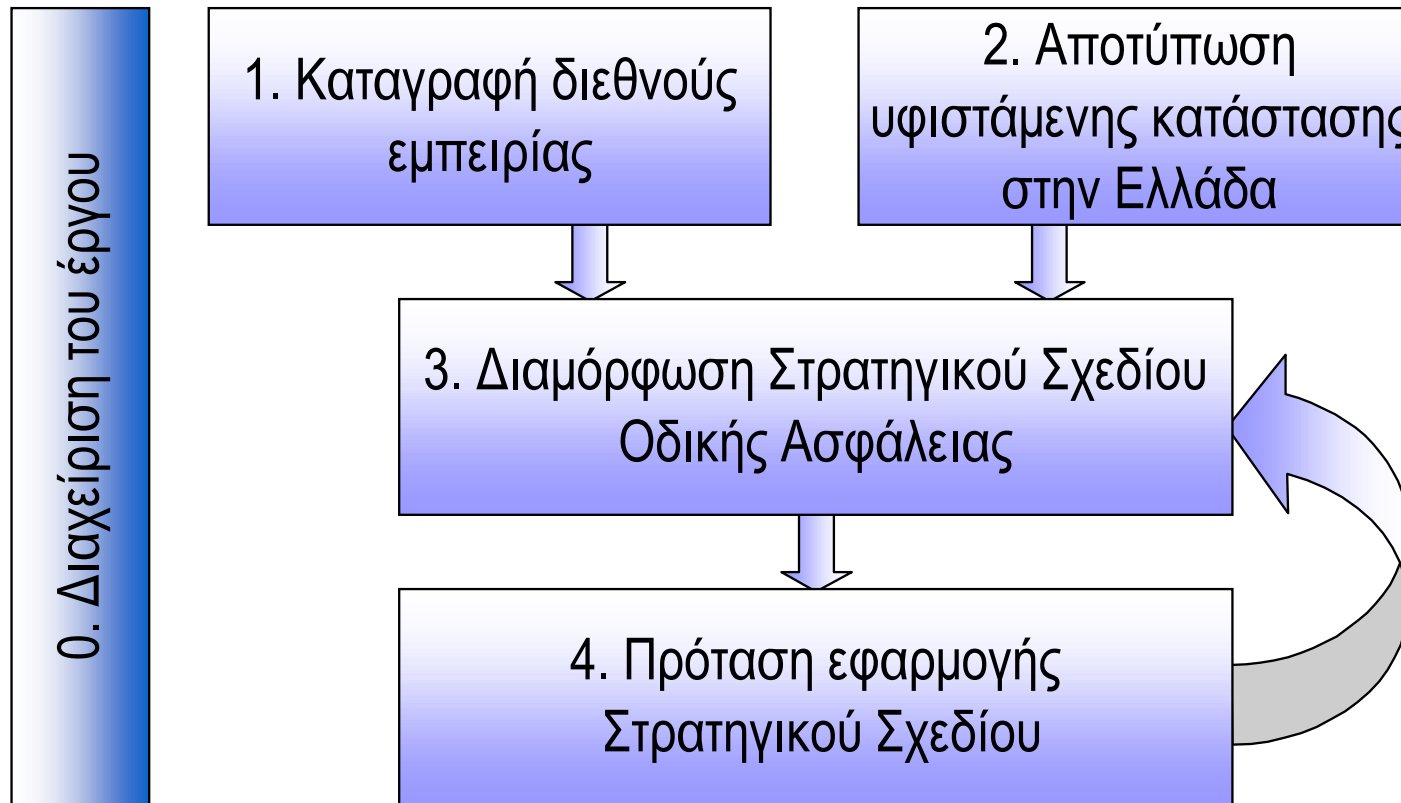 0. Διαχείριση του έργου
1. Καταγραφή διεθνούς
εμπειρίας
2. Αποτύπωση
υφιστάμενης κατάστασης
στην Ελλάδα
3. Διαμόρφωση Στρατηγικού Σχεδίου
Οδικής Ασφάλειας
4. Πρόταση εφαρμογής
Στρατηγικού Σχεδίου